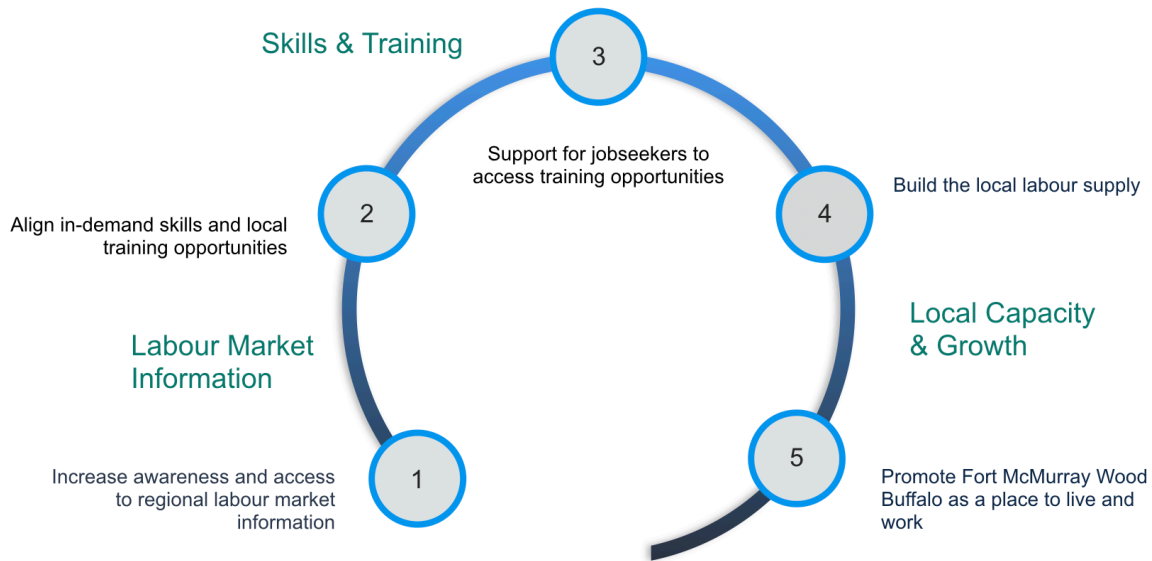 Skills & Training
3
Support for jobseekers to
access training opportunities
2
Align in-demand skills and local
training opportunities
4
Build the local labour supply
Labour Market
Information
Local Capacity
& Growth
1
Increase awareness and access
to regional labour market
information
5
Promote Fort McMurray Wood
Buffalo as a place to live and
work